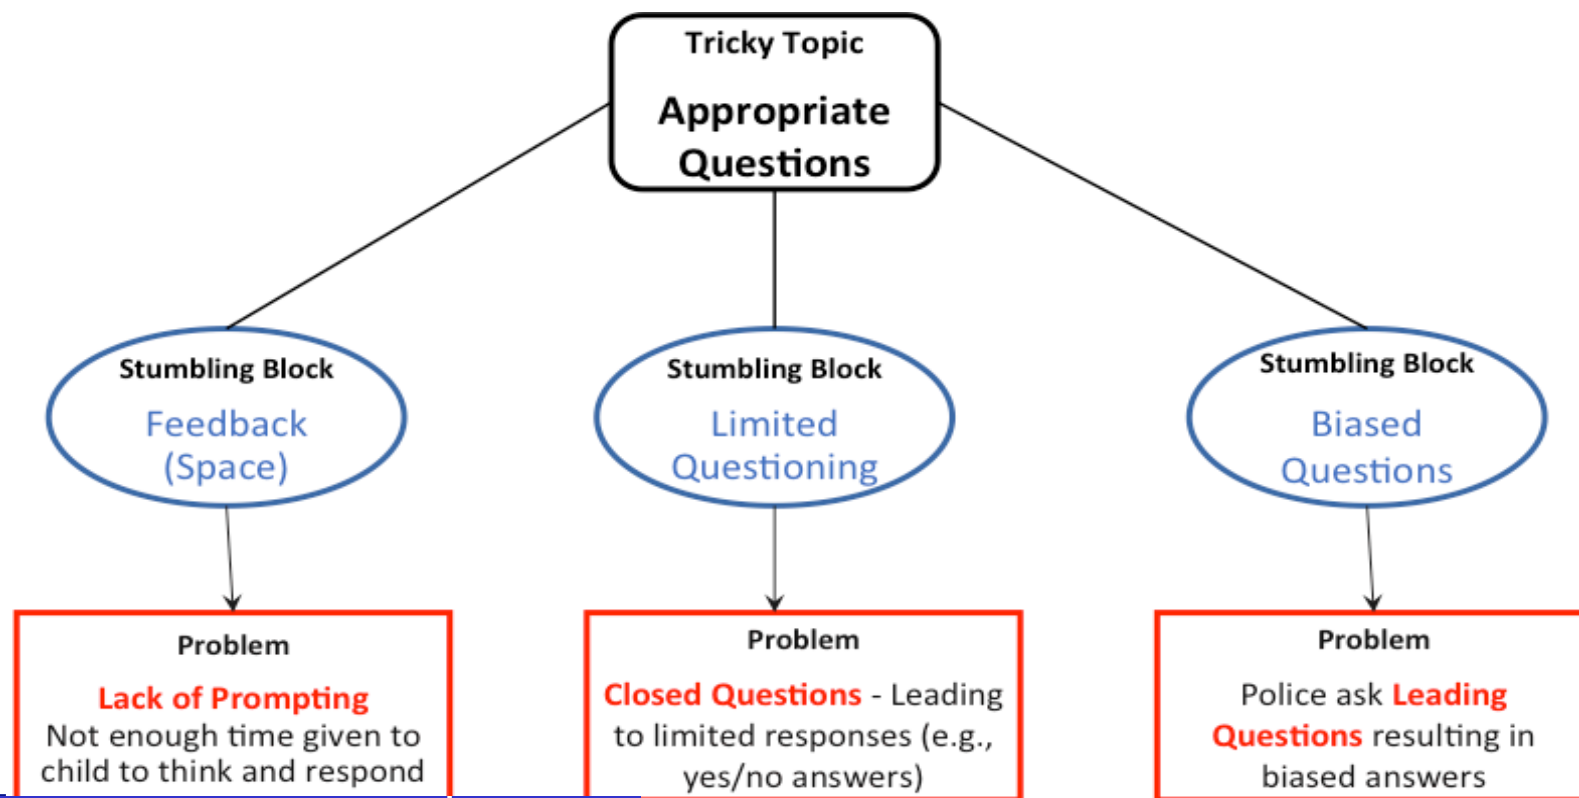 Tricky Topic
Appropriate
Questions
Stumbling Block
Feedback
(Space)
Stumbling Block
Limited
Questioning
Stumbling Block
Biased
Questions
Problem
Lack of Prompting
Not enough time given to
child to think and respond
Problem
Closed Questions - Leading
to limited responses (e.g.,
yes/no answers)
Problem
Police ask Leading
Questions resulting in
biased answers